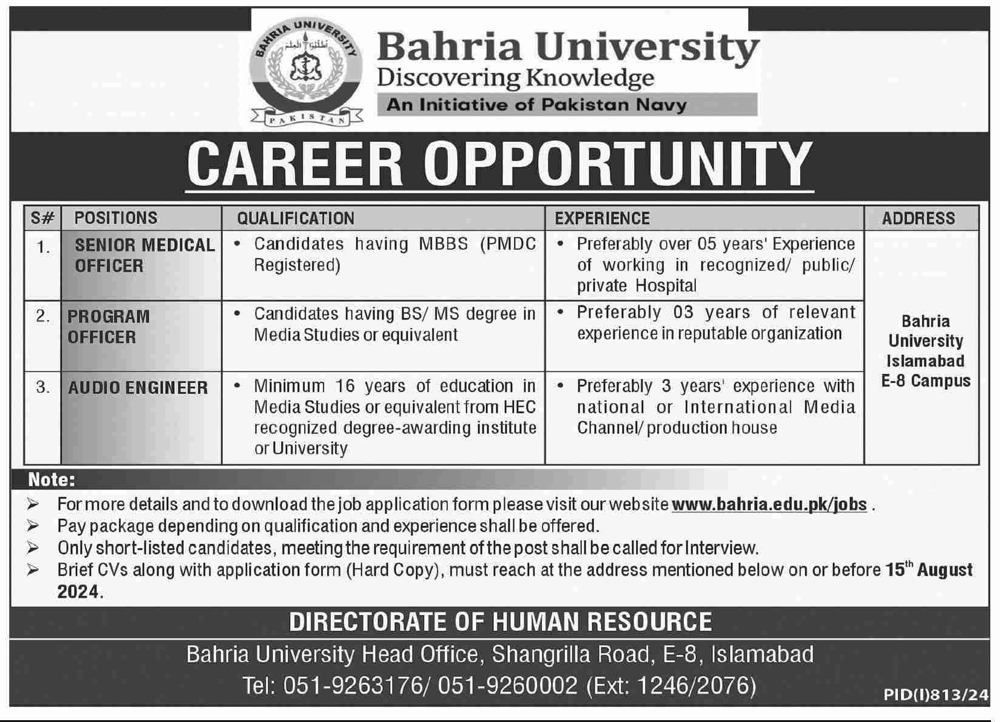 BAHRIA UNIVERSITY
PAKISTAN
Bahria University
Discovering Knowledge
An Initiative of Pakistan Navy
CAREER OPPORTUNITY
S# POSITIONS QUALIFICATION EXPERIENCE ADDRESS
1. SENIOR MEDICAL OFFICER
• Candidates having MBBS (PMDC
Registered)
• Preferably over 05 years' Experience
of working in recognized/ public/
private Hospital
2. PROGRAM OFFICER
• Candidates having BS/ MS degree in
Media Studies or equivalent
• Preferably 03 years of relevant
experience in reputable organization
3. AUDIO ENGINEER
• Minimum 16 years of education in
Media Studies or equivalent from HEC
recognized degree-awarding institute
or University
• Preferably 3 years' experience with
national or International Media
Channel/ production house
Bahria
University
Islamabad
E-8 Campus
Note:
➢ For more details and to download the job application form please visit our website www.bahria.edu.pk/jobs .
➢ Pay package depending on qualification and experience shall be offered.
➢ Only short-listed candidates, meeting the requirement of the post shall be called for Interview.
➢ Brief CVs along with application form (Hard Copy), must reach at the address mentioned below on or before 15th August
2024.
DIRECTORATE OF HUMAN RESOURCE
Bahria University Head Office, Shangrilla Road, E-8, Islamabad
Tel: 051-9263176/ 051-9260002 (Ext: 1246/2076)
PID(I)813/24